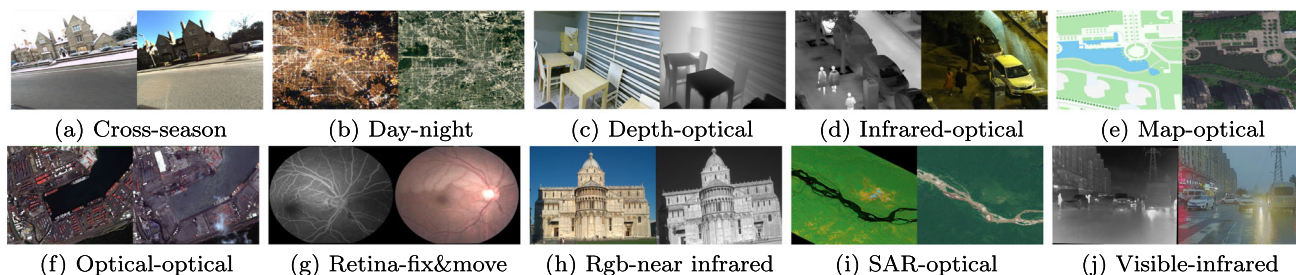 (a) Cross-season
(b) Day-night
(c) Depth-optical
(d) Infrared-optical
(e) Map-optical
(f) Optical-optical
(g) Retina-fix&move
(h) Rgb-near infrared
(i) SAR-optical
(j) Visible-infrared